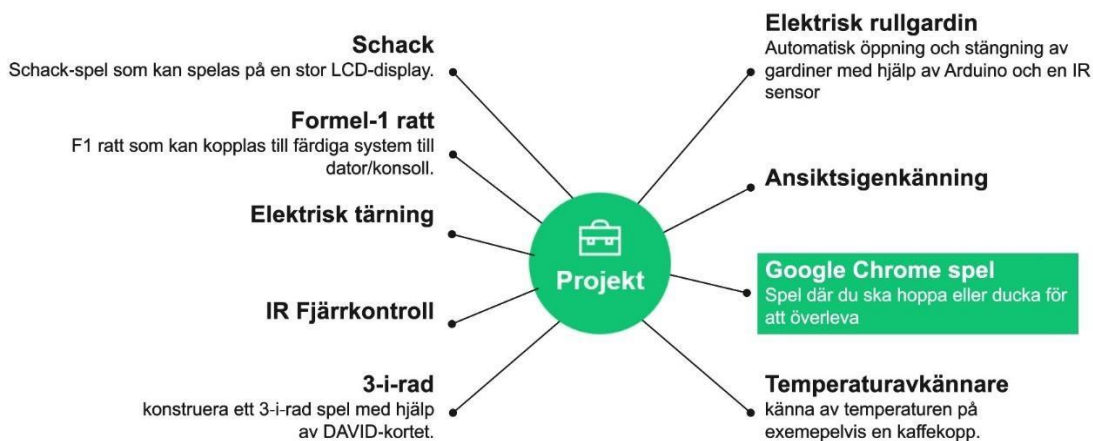 Schack
Schack-spel som kan spelas på en stor LCD-display.
Formel-1 ratt
F1 ratt som kan kopplas till färdiga system till
dator/konsoll.
Elektrisk tärning
IR Fjärrkontroll
3-i-rad
konstruera ett 3-i-rad spel med hjälp
av DAVID-kortet.
Projekt
Elektrisk rullgardin
Automatisk öppning och stängning av
gardiner med hjälp av Arduino och en IR
sensor
Ansiktsigenkänning
Google Chrome spel
Spel där du ska hoppa eller ducka för
att överleva
Temperaturavkännare
känna av temperaturen på
exemepelvis en kaffekopp.